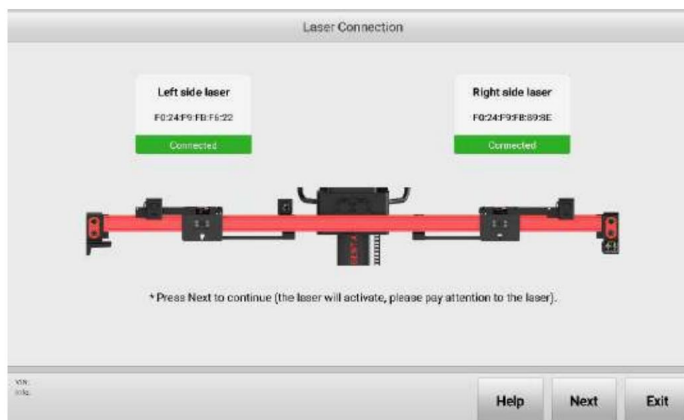 Laser Connection
Left side laser
Right side laser
F0:24:F9:FB:F6:22
F0:24:F9:FB:89:8E
Connected
Connected
* Press Next to continue (the laser will activate, please pay attention to the laser).
VIN:
Info:
Help
Next
Exit